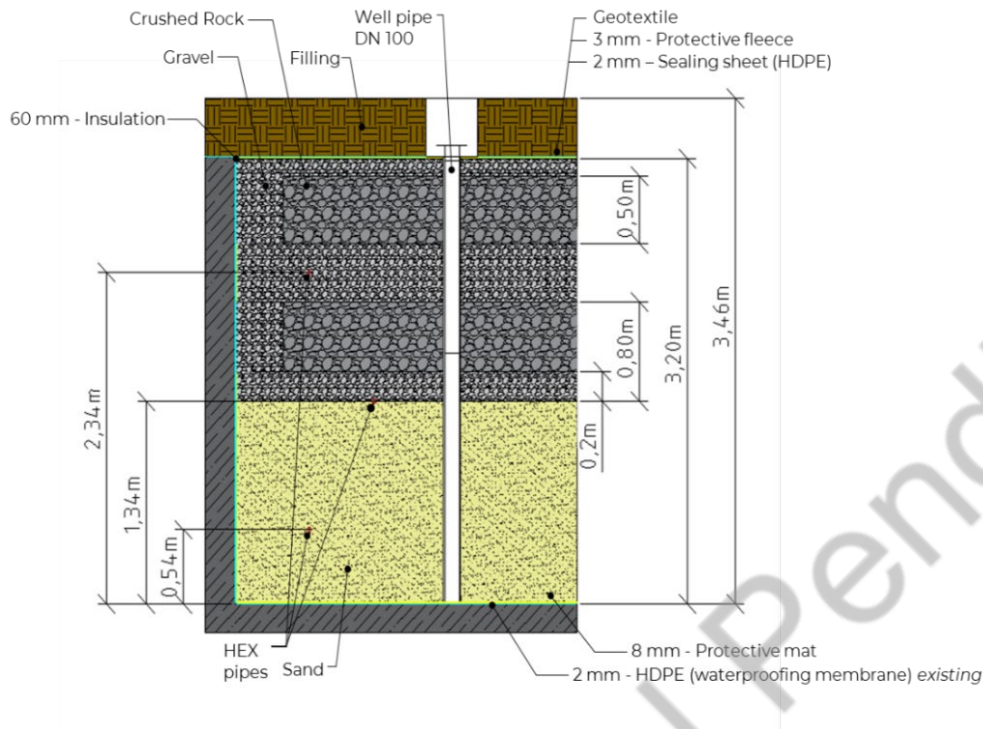 Crushed Rock
Well pipe
DN 100
Geotextile
3 mm - Protective fleece
Gravel
Filling
2 mm – Sealing sheet (HDPE)
60 mm - Insulation
0,50m
2,34m
3,46m
3,20m
0,80m
1,34m
0,2m
0,54m
HEX
pipes
Sand
8 mm - Protective mat
2 mm - HDPE (waterproofing membrane) existing